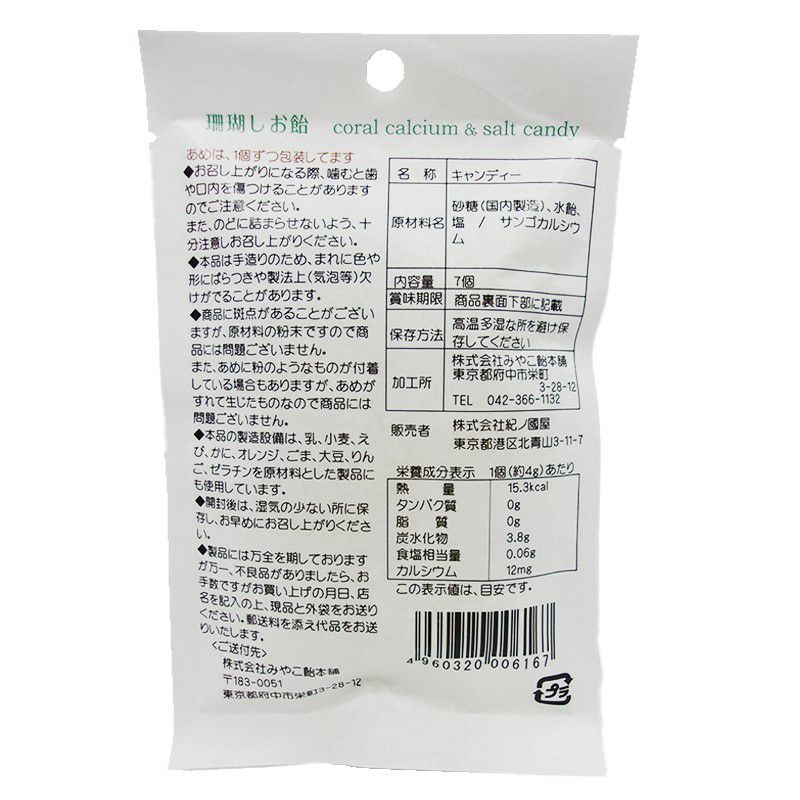 珊瑚しお飴 coral calcium & salt candy
あめは、1個ずつ包装してます
◆お召し上がりになる際、噛むと歯
や口内を傷つけることがあります
のでご注意ください。
また、のどに詰まらせないよう、十
分注意しお召し上がりください。
◆本品は手造りのため、まれに色や
形にばらつきや製法上(気泡等)欠
けがでることがあります。
◆商品に斑点があることがござい
ますが、原材料の粉末ですので商
品には問題ございません。
また、あめに粉のようなものが付着
している場合もありますが、あめが
すれて生じたものなので商品には
問題ございません。
◆本品の製造設備は、乳、小麦、え
び、かに、オレンジ、ごま、大豆、りん
ご、ゼラチンを原材料とした製品に
も使用しています。
◆開封後は、湿気の少ない所に保
存し、お早めにお召し上がりくださ
い。
◆製品には万全を期しております
が万一、不良品がありましたら、お
手数ですがお買い上げの月日、店
名を記入の上、現品と外袋をお送り
ください。郵送料を添え代品をお送
りいたします。
<ご送付先>
株式会社みやこ飴本舗
〒183-0051
東京都府中市栄町3-28-12
名 称 キャンディー
原材料名 砂糖(国内製造)、水飴、
塩 / サンゴカルシウ
ム
内容量 7個
賞味期限 商品裏面下部に記載
保存方法 高温多湿な所を避け保
存してください
加工所 株式会社みやこ飴本舗
東京都府中市栄町
3-28-12
TEL 042-366-1132
販売者 株式会社紀ノ國屋
東京都港区北青山3-11-7
栄養成分表示 1個(約4g)あたり
熱 量 15.3kcal
タンパク質 0g
脂 質 0g
炭水化物 3.8g
食塩相当量 0.06g
カルシウム 12mg
この表示値は、目安です。
4 960320 006167
プラ